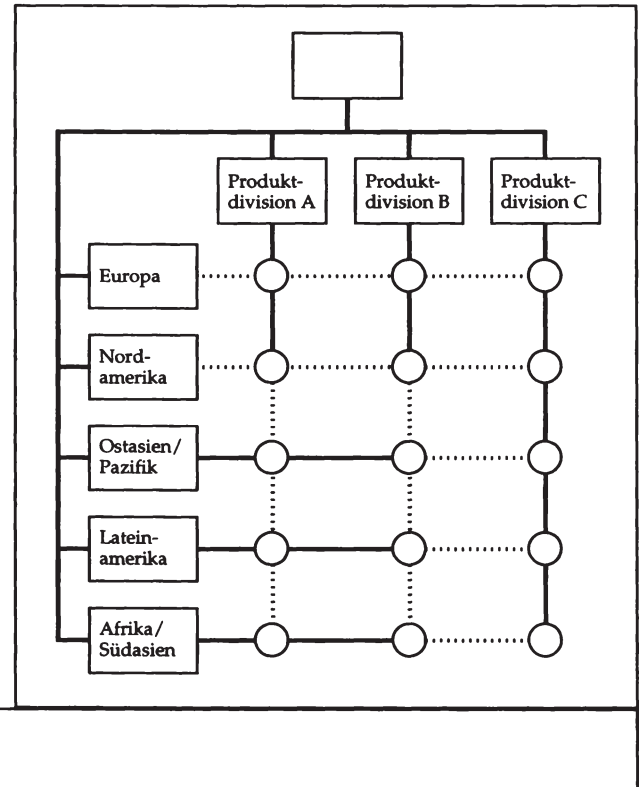 Produkt-
division A
Produkt-
division B
Produkt-
division C
Europa
Nord-
amerika
Ostasien/
Pazifik
Latein-
amerika
Afrika/
Südasien